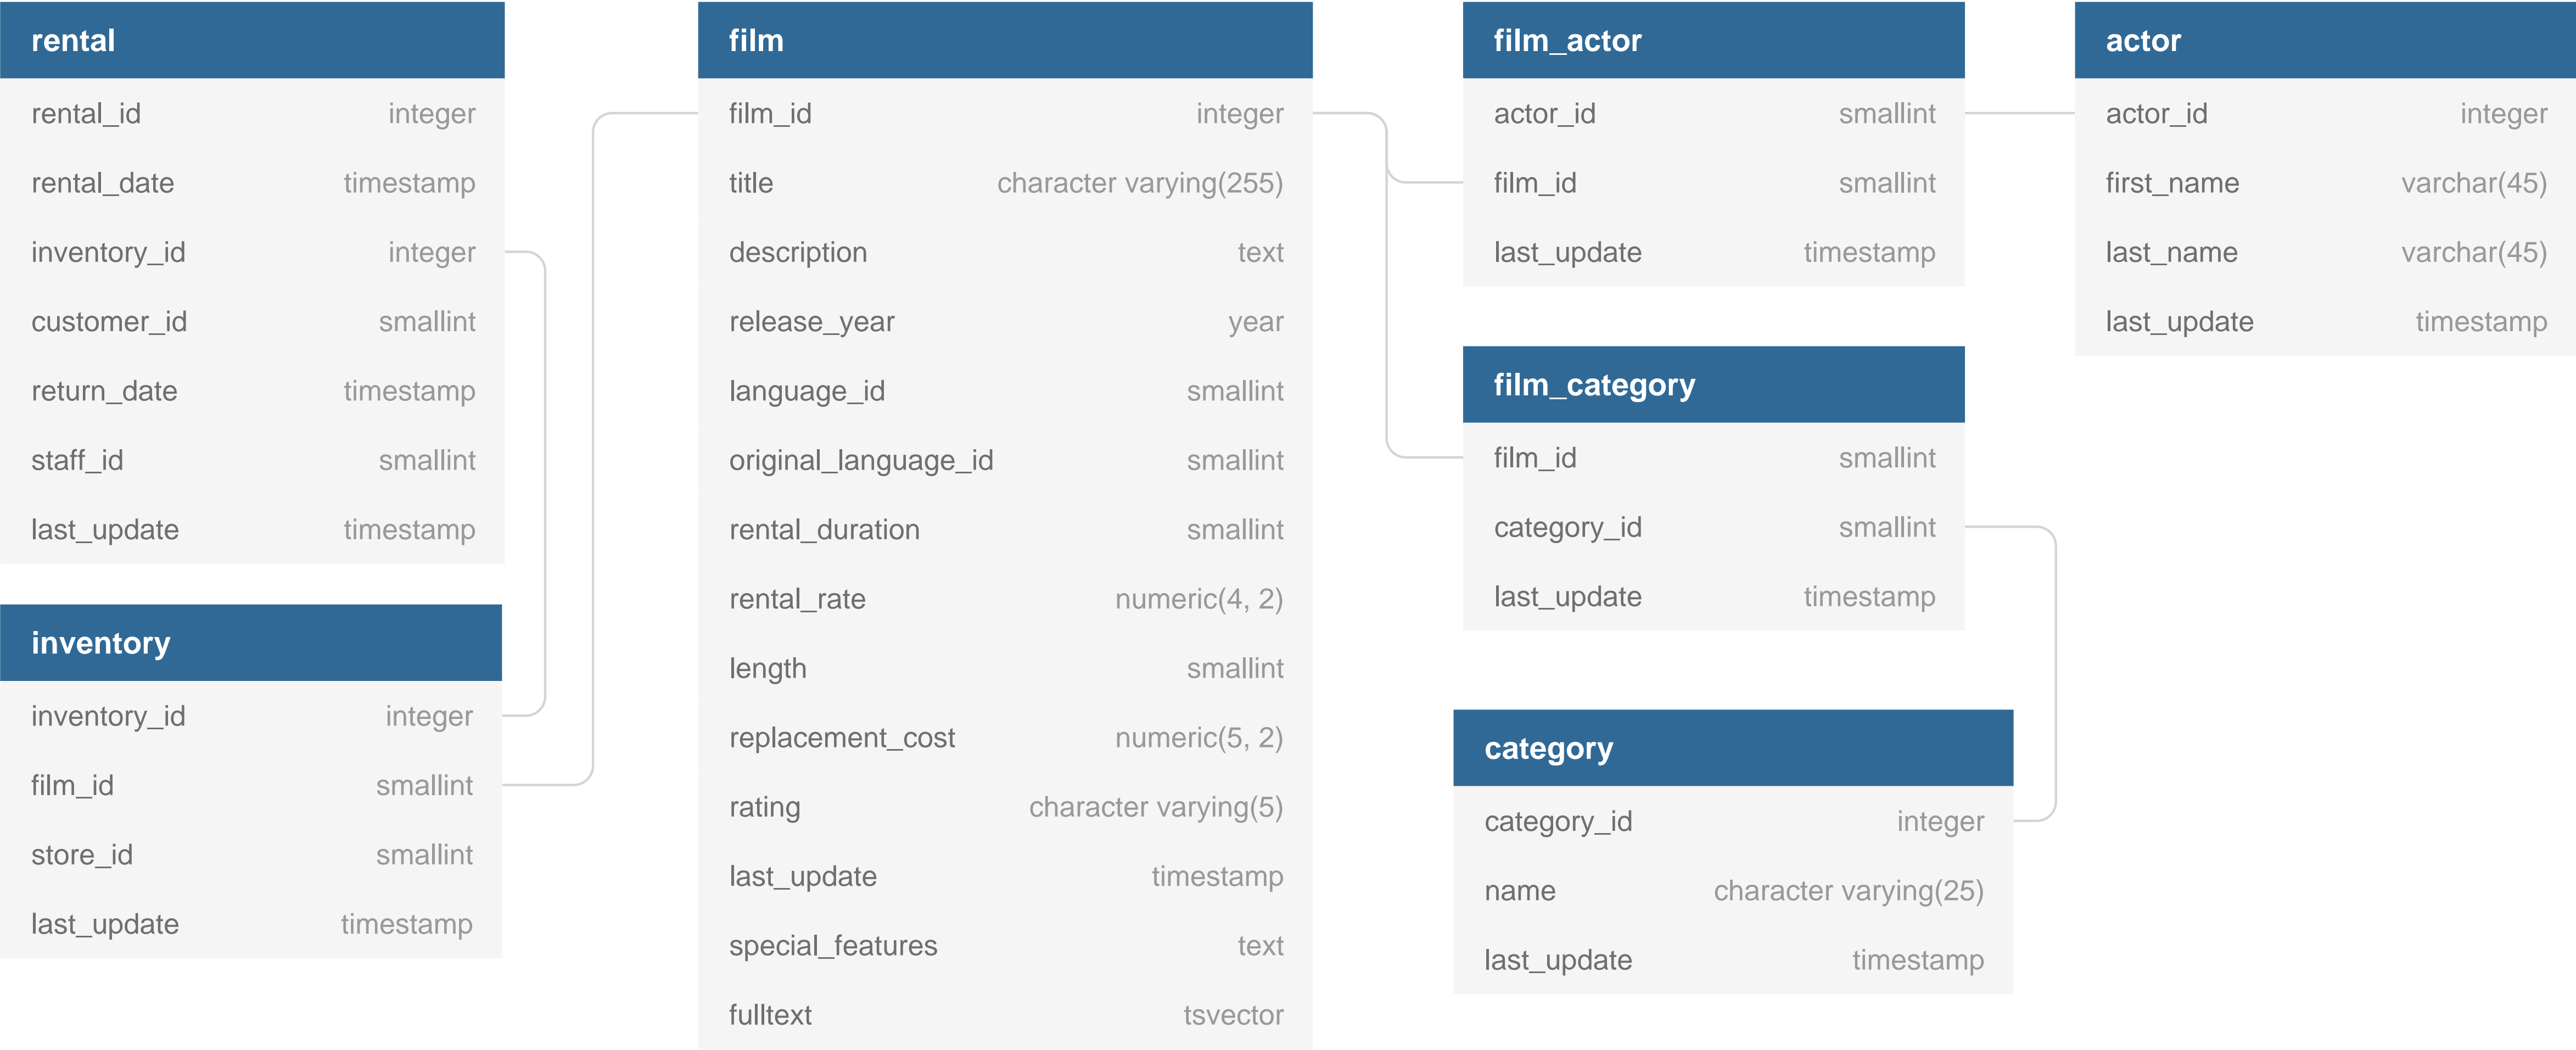 rental
rental_id integer
rental_date timestamp
inventory_id integer
customer_id smallint
return_date timestamp
staff_id smallint
last_update timestamp
inventory
inventory_id integer
film_id smallint
store_id smallint
last_update timestamp
film
film_id integer
title character varying(255)
description text
release_year year
language_id smallint
original_language_id smallint
rental_duration smallint
rental_rate numeric(4, 2)
length smallint
replacement_cost numeric(5, 2)
rating character varying(5)
last_update timestamp
special_features text
fulltext tsvector
film_actor
actor_id smallint
film_id smallint
last_update timestamp
film_category
film_id smallint
category_id smallint
last_update timestamp
category
category_id integer
name character varying(25)
last_update timestamp
actor
actor_id integer
first_name varchar(45)
last_name varchar(45)
last_update timestamp